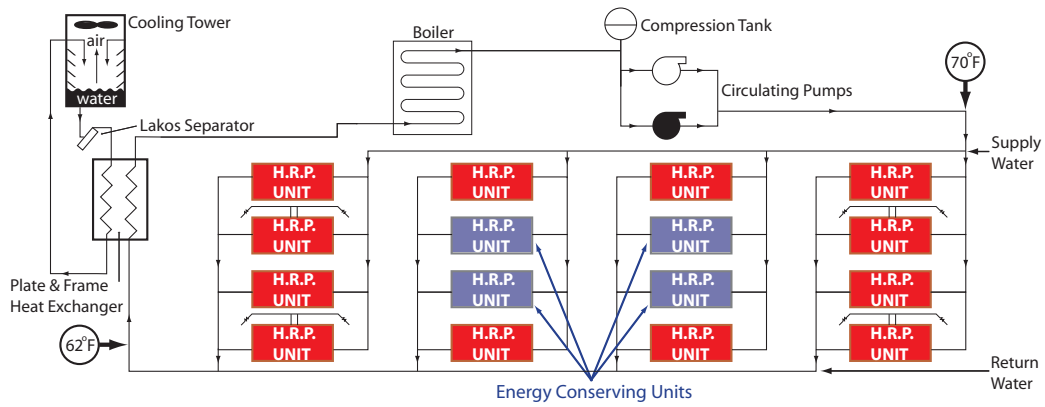 Cooling Tower
air
water
Lakos Separator
Plate & Frame
Heat Exchanger
62°F
Boiler
Compression Tank
Circulating Pumps
70°F
Supply
Water
H.R.P.
UNIT
H.R.P.
UNIT
H.R.P.
UNIT
H.R.P.
UNIT
H.R.P.
UNIT
H.R.P.
UNIT
H.R.P.
UNIT
H.R.P.
UNIT
H.R.P.
UNIT
H.R.P.
UNIT
H.R.P.
UNIT
H.R.P.
UNIT
H.R.P.
UNIT
H.R.P.
UNIT
H.R.P.
UNIT
H.R.P.
UNIT
Return
Water
Energy Conserving Units